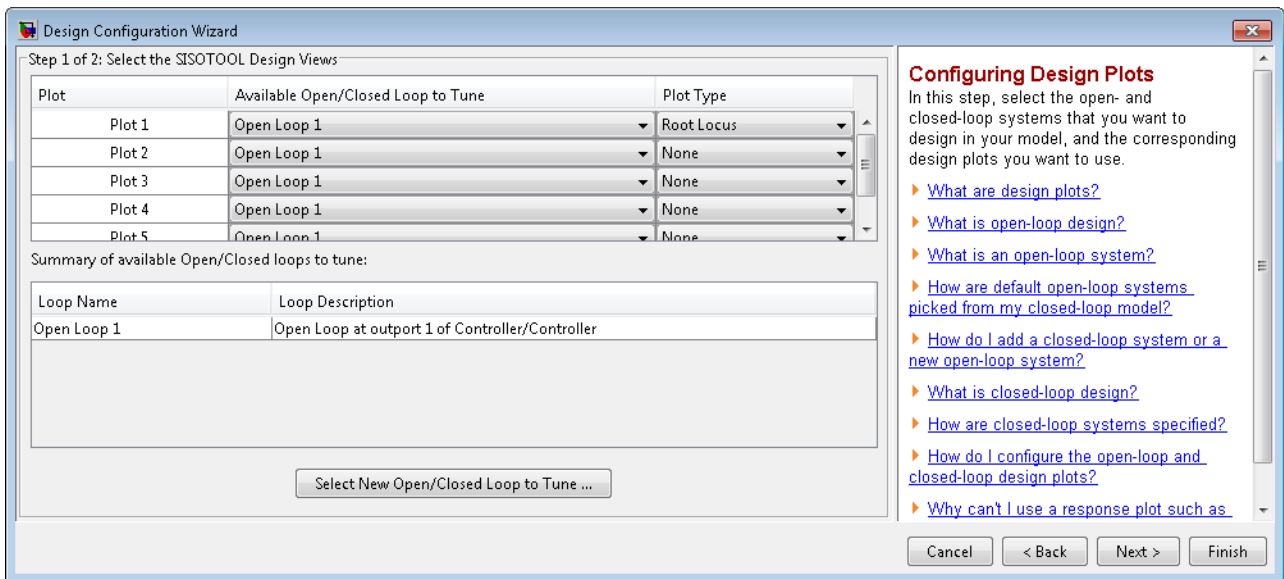 Design Configuration Wizard
Step 1 of 2: Select the SISOTOOL Design Views
Plot Available Open/Closed Loop to Tune Plot Type
Plot 1 Open Loop 1 Root Locus
Plot 2 Open Loop 1 None
Plot 3 Open Loop 1 None
Plot 4 Open Loop 1 None
Plot 5 Open Loop 1 None
Summary of available Open/Closed loops to tune:
Loop Name Loop Description
Open Loop 1 Open Loop at outport 1 of Controller/Controller
Select New Open/Closed Loop to Tune ...
Configuring Design Plots
In this step, select the open- and
closed-loop systems that you want to
design in your model, and the corresponding
design plots you want to use.
What are design plots?
What is open-loop design?
What is an open-loop system?
How are default open-loop systems
picked from my closed-loop model?
How do I add a closed-loop system or a
new open-loop system?
What is closed-loop design?
How are closed-loop systems specified?
How do I configure the open-loop and
closed-loop design plots?
Why can't I use a response plot such as
Cancel < Back Next > Finish